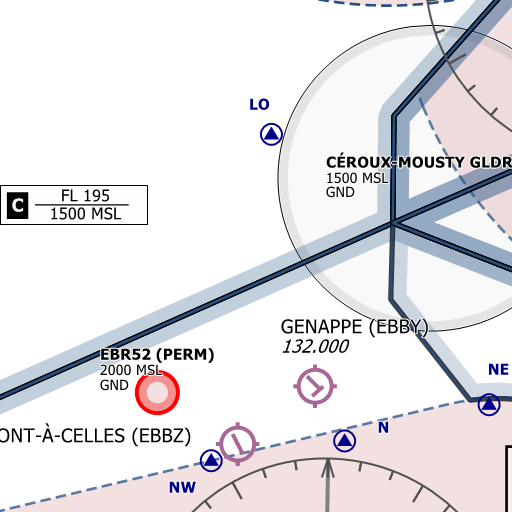 LO
CÉROUX-MOUSTY GLDR
1500 MSL
GND
C
FL 195
1500 MSL
GENAPPE (EBBY)
132.000
EBR52 (PERM)
2000 MSL
GND
NE
ONT-À-CELLES (EBBZ)
N
NW